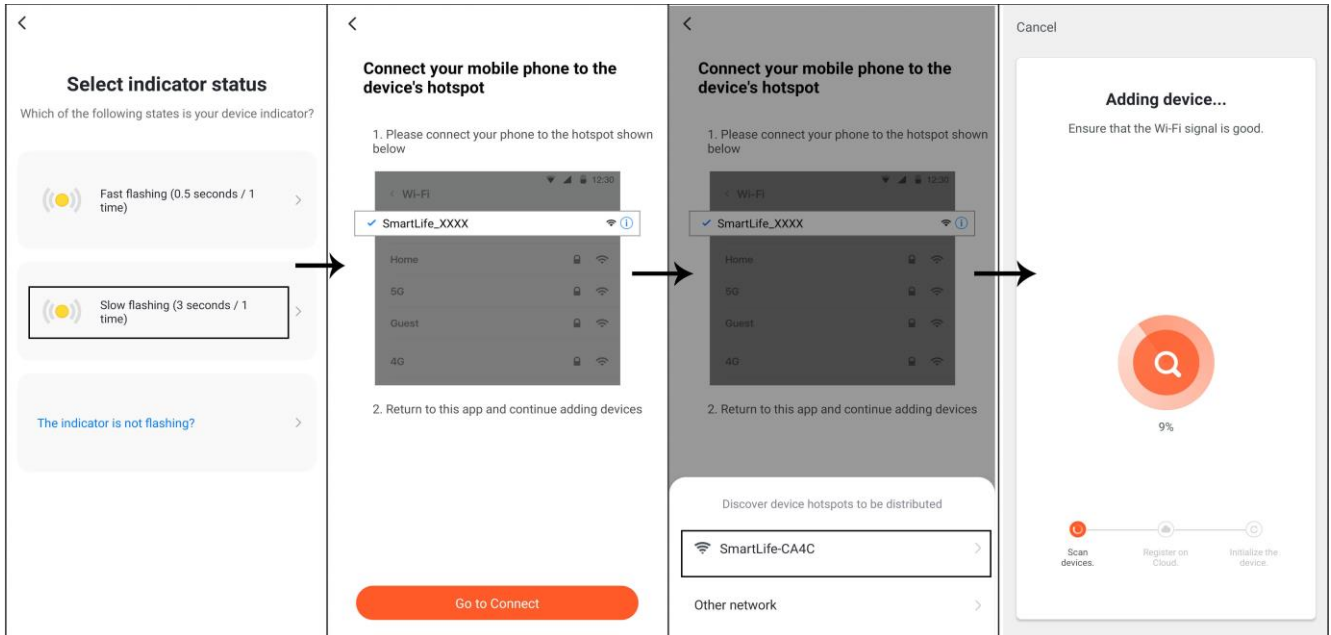 Select indicator status
Which of the following states is your device indicator?
Fast flashing (0.5 seconds / 1
time)
Slow flashing (3 seconds / 1
time)
The indicator is not flashing?
Connect your mobile phone to the
device's hotspot
1. Please connect your phone to the hotspot shown
below
12:30
Wi-Fi
SmartLife_XXXX
Home
5G
Guest
4G
2. Return to this app and continue adding devices
Go to Connect
Connect your mobile phone to the
device's hotspot
1. Please connect your phone to the hotspot shown
below
12:30
Wi-Fi
SmartLife_XXXX
Home
5G
Guest
4G
2. Return to this app and continue adding devices
Discover device hotspots to be distributed
SmartLife-CA4C
Other network
Cancel
Adding device...
Ensure that the Wi-Fi signal is good.
9%
Scan
devices.
Register on
Cloud.
Initialize the
device.